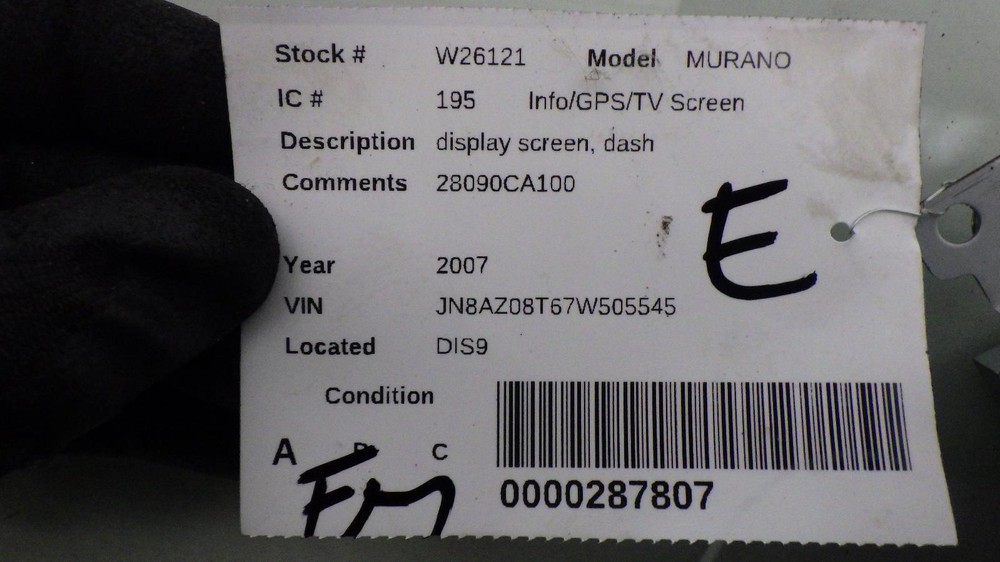 Stock # W26121 Model MURANO
IC # 195 Info/GPS/TV Screen
Description display screen, dash
Comments 28090CA100
E
Year 2007
VIN JN8AZ08T67W505545
Located DIS9
Condition
A B C
FM
0000287807